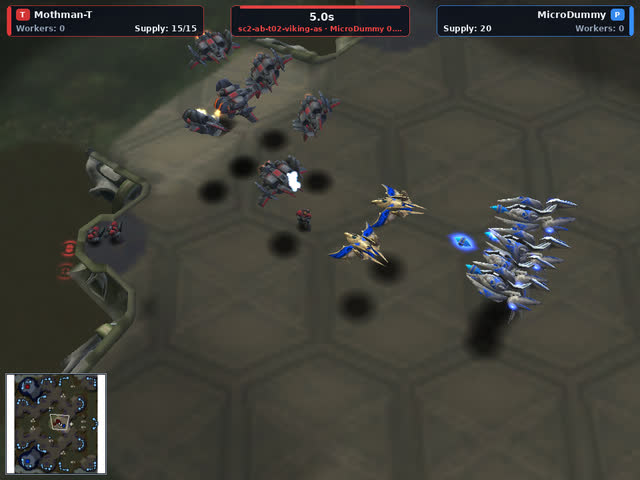 T Mothman-T
Workers: 0 Supply: 15/15
5.0s
sc2-ab-t02-viking-as · MicroDummy 0....
MicroDummy P
Supply: 20 Workers: 0